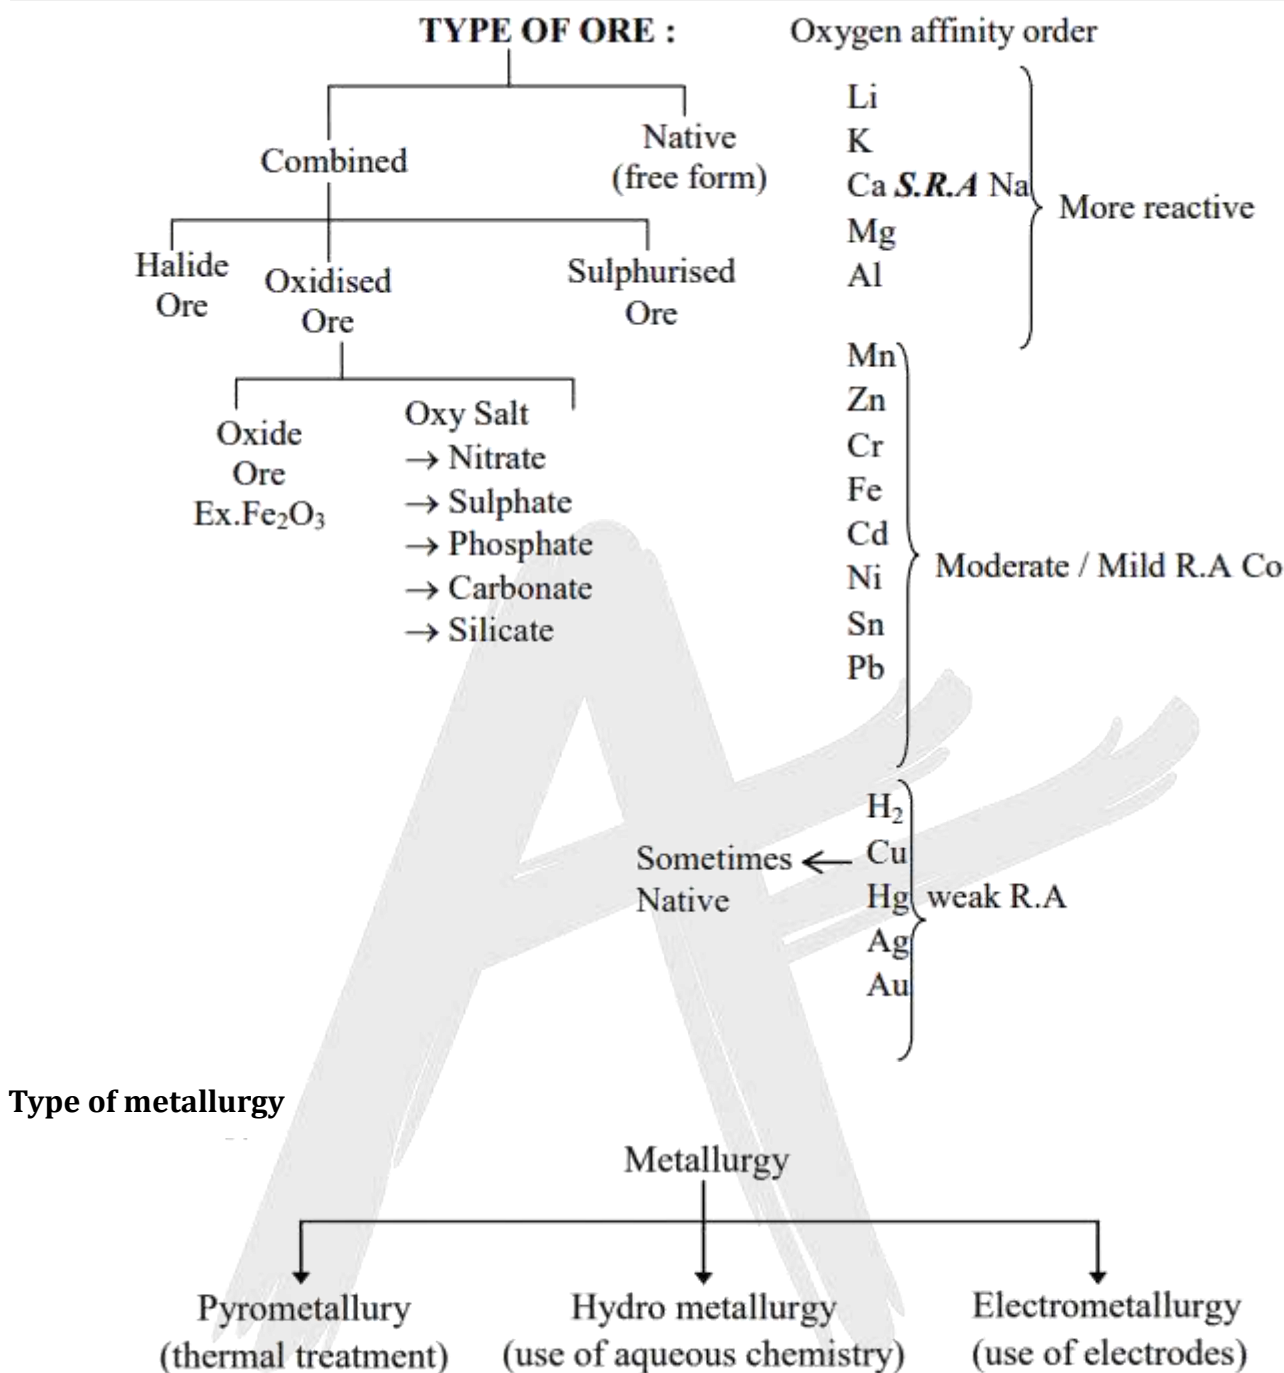 TYPE OF ORE :
Combined
Native
(free form)
Halide
Ore
Oxidised
Ore
Sulphurised
Ore
Oxide
Ore
Ex.Fe₂O₃
Oxy Salt
→ Nitrate
→ Sulphate
→ Phosphate
→ Carbonate
→ Silicate
Oxygen affinity order
Li
K
Ca S.R.A Na
Mg
Al
More reactive
Mn
Zn
Cr
Fe
Cd
Ni
Sn
Pb
Moderate / Mild R.A Co
H₂
Cu
Hg
Ag
Au
weak R.A
Sometimes
Native
Type of metallurgy
Metallurgy
Pyrometallury
(thermal treatment)
Hydro metallurgy
(use of aqueous chemistry)
Electrometallurgy
(use of electrodes)